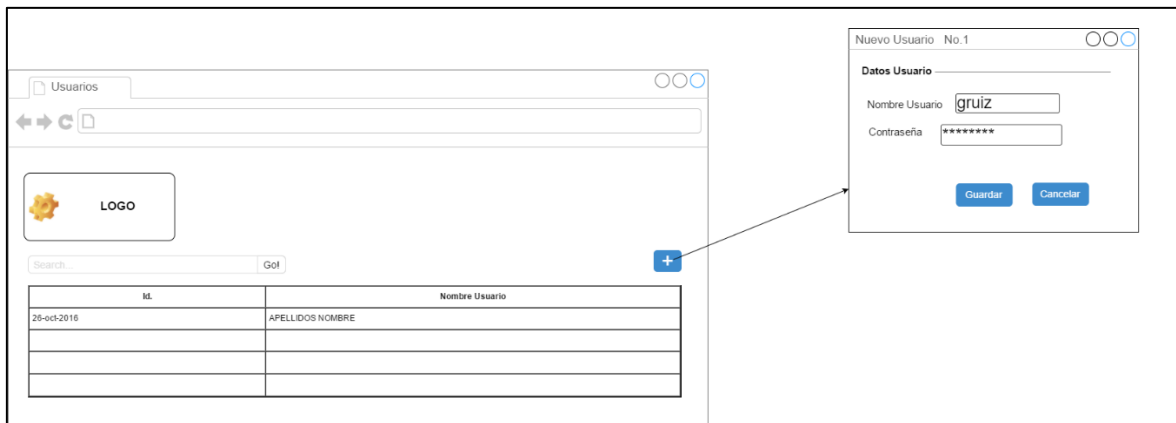 Usuarios
LOGO
Search...
Go!
+
Id.
Nombre Usuario
26-oct-2016
APELLIDOS NOMBRE
Nuevo Usuario No.1
Datos Usuario
Nombre Usuario gruiz
Contraseña ********
Guardar Cancelar